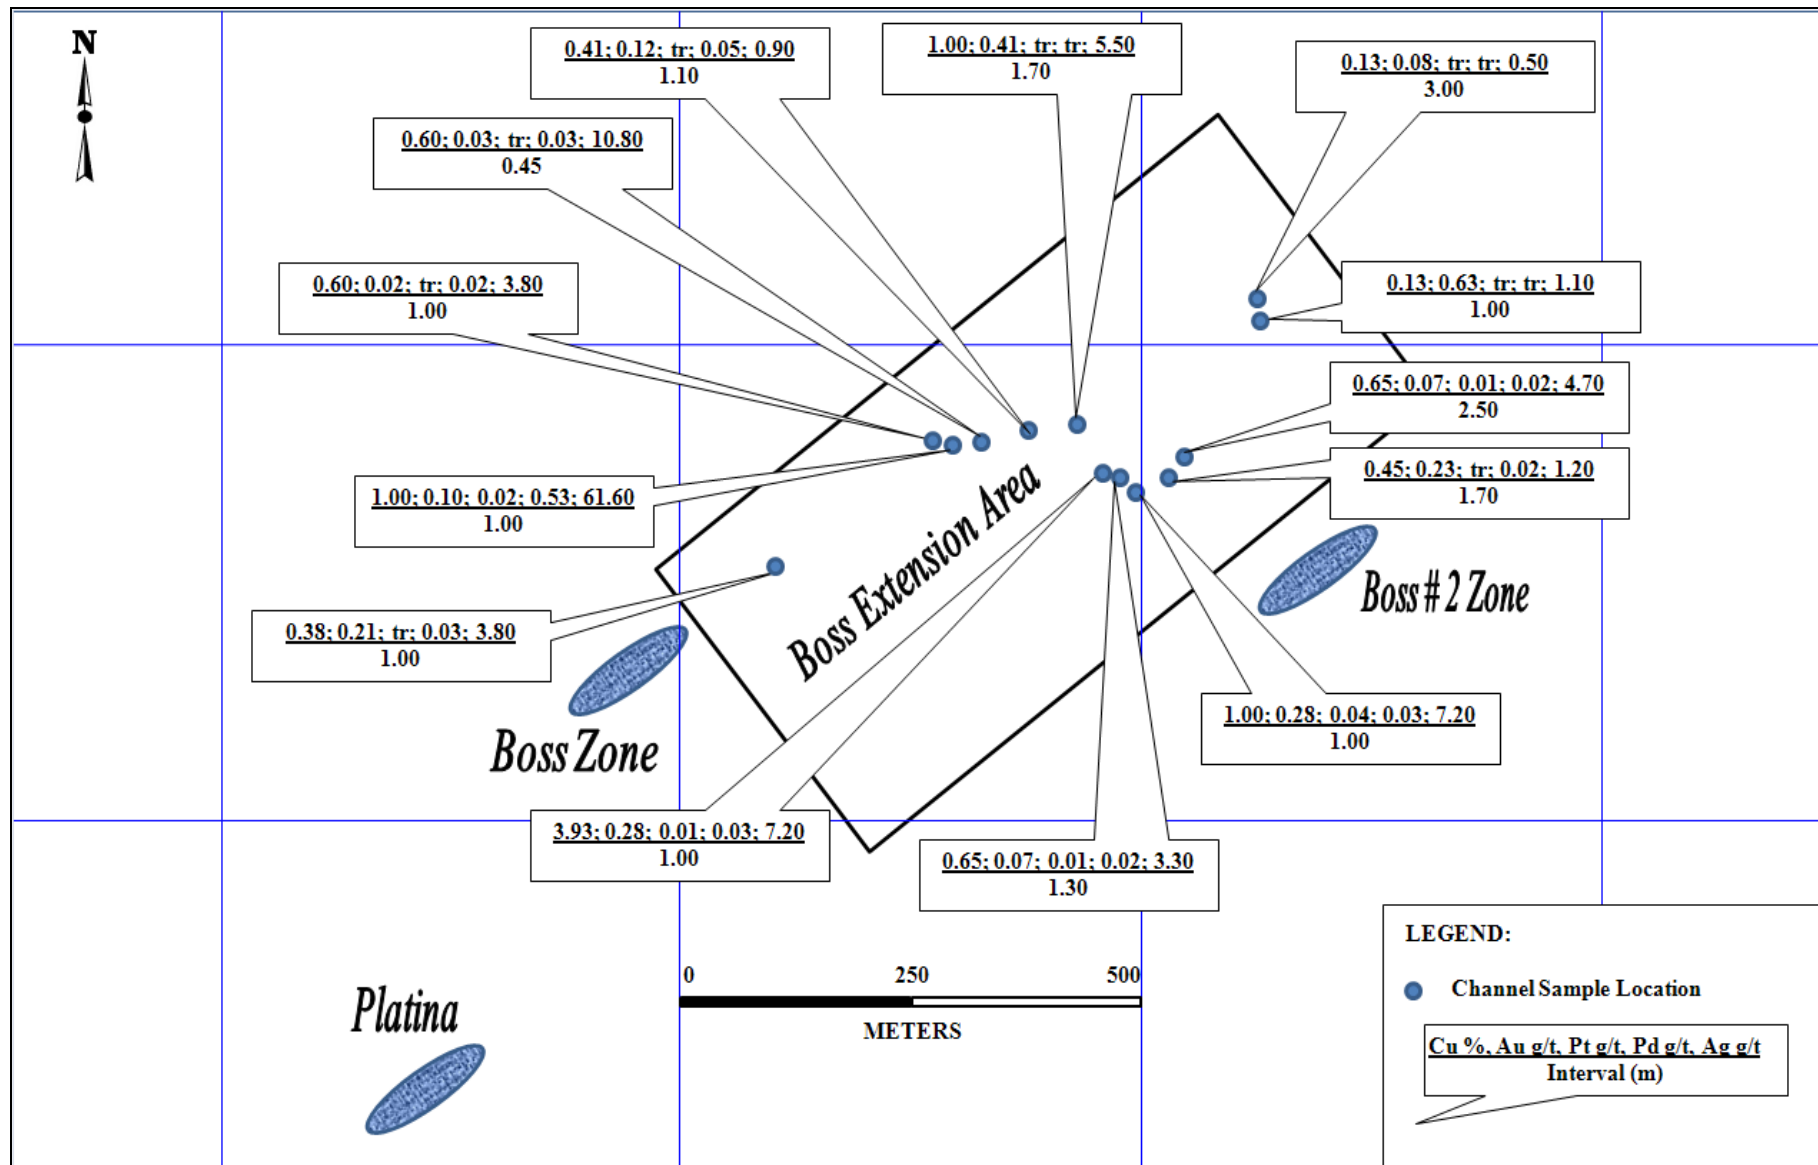 N
0.41; 0.12; tr; 0.05; 0.90
1.10
1.00; 0.41; tr; tr; 5.50
1.70
0.13; 0.08; tr; tr; 0.50
3.00
0.60; 0.03; tr; 0.03; 10.80
0.45
0.60; 0.02; tr; 0.02; 3.80
1.00
0.13; 0.63; tr; tr; 1.10
1.00
0.65; 0.07; 0.01; 0.02; 4.70
2.50
0.45; 0.23; tr; 0.02; 1.20
1.70
1.00; 0.10; 0.02; 0.53; 61.60
1.00
Boss Extension Area
Boss # 2 Zone
0.38; 0.21; tr; 0.03; 3.80
1.00
Boss Zone
1.00; 0.28; 0.04; 0.03; 7.20
1.00
3.93; 0.28; 0.01; 0.03; 7.20
1.00
0.65; 0.07; 0.01; 0.02; 3.30
1.30
Platina
0 250 500
METERS
LEGEND:
Channel Sample Location
Cu %, Au g/t, Pt g/t, Pd g/t, Ag g/t
Interval (m)